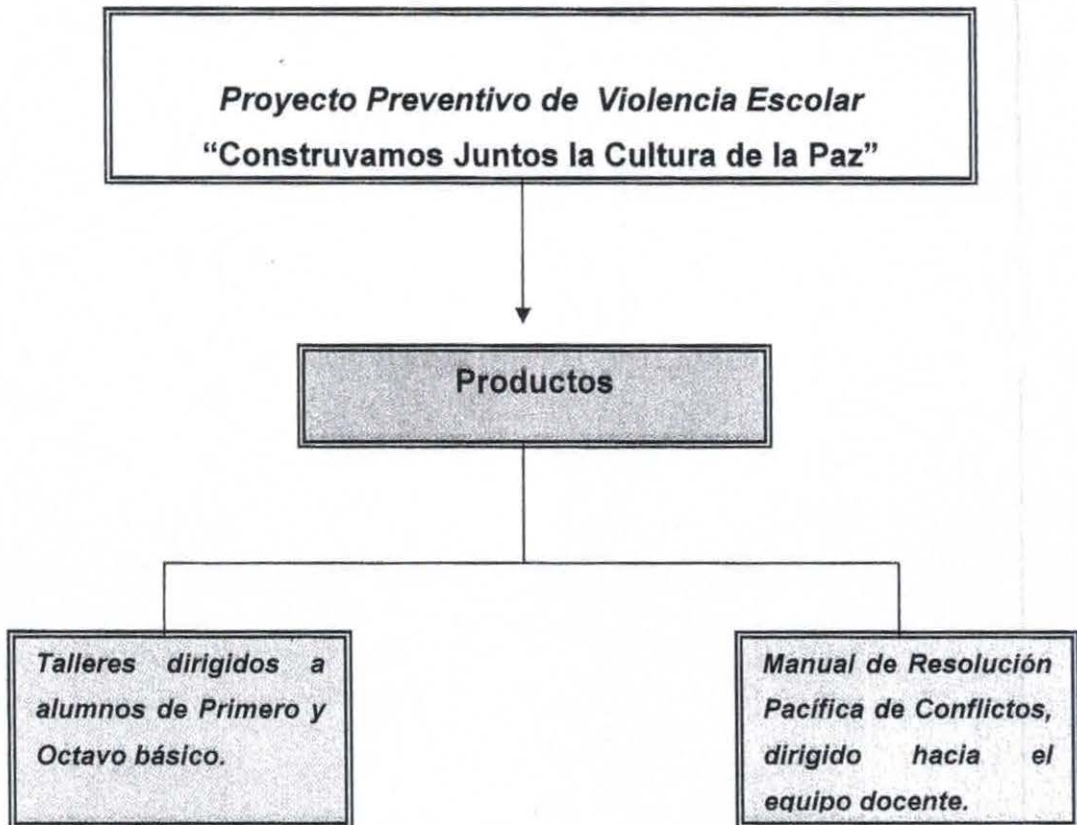 Proyecto Preventivo de Violencia Escolar
“Construvamos Juntos la Cultura de la Paz”
Productos
Talleres dirigidos a
alumnos de Primero y
Octavo básico.
Manual de Resolución
Pacífica de Conflictos,
dirigido hacia el
equipo docente.